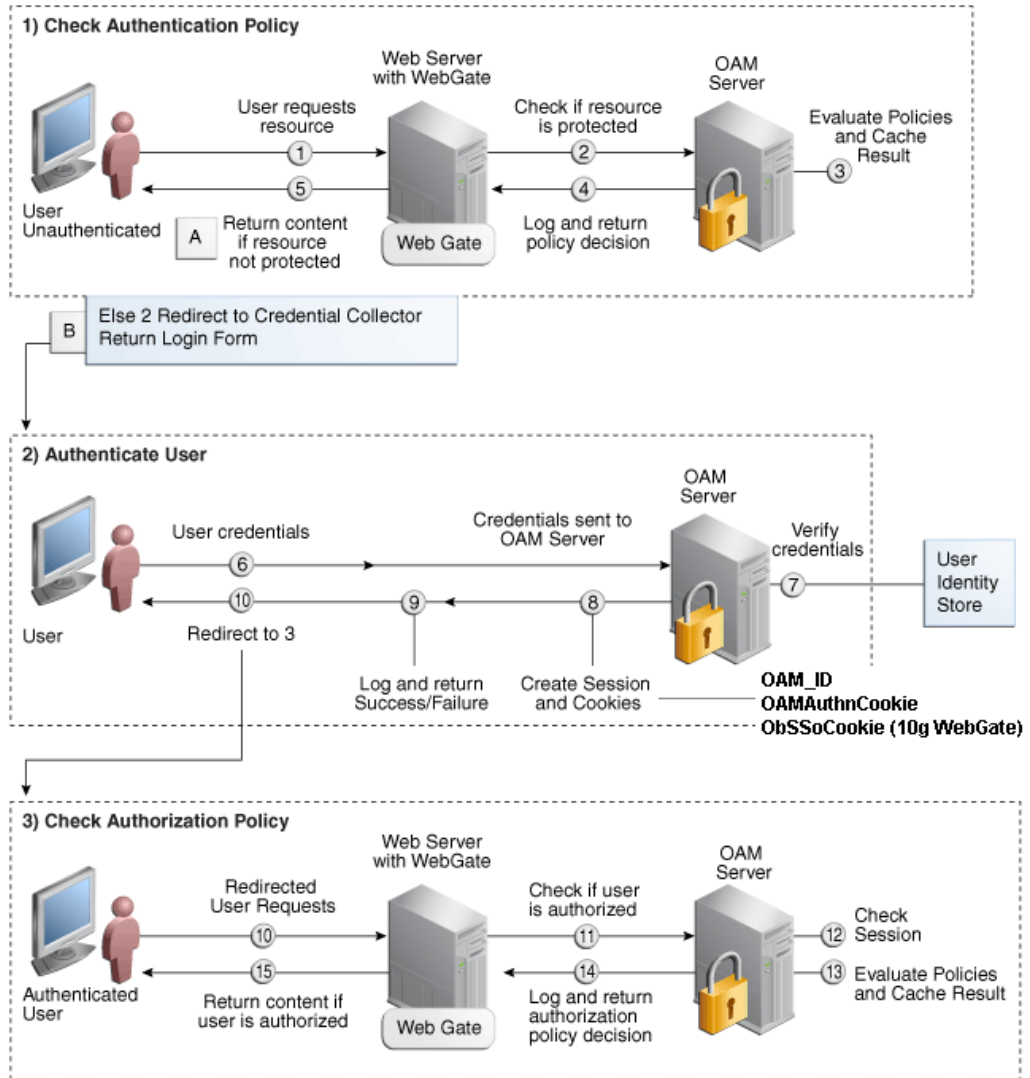 1) Check Authentication Policy
Web Server
with WebGate
OAM
Server
User requests
resource
Check if resource
is protected
Evaluate Policies
and Cache
Result
1
2
3
5
4
User
Unauthenticated
A
Return content
if resource
not protected
Web Gate
Log and return
policy decision
B
Else 2 Redirect to Credential Collector
Return Login Form
2) Authenticate User
OAM
Server
User credentials
Credentials sent to
OAM Server
Verify
credentials
6
7
User
Identity
Store
10
9
8
User
Redirect to 3
Log and return
Success/Failure
Create Session
and Cookies
OAM_ID
OAMAuthnCookie
ObSSoCookie (10g WebGate)
3) Check Authorization Policy
Web Server
with WebGate
OAM
Server
Redirected
User Requests
Check if user
is authorized
10
11
12
Check
Session
15
14
13
Evaluate Policies
and Cache Result
Authenticated
User
Return content if
user is authorized
Web Gate
Log and return
authorization
policy decision